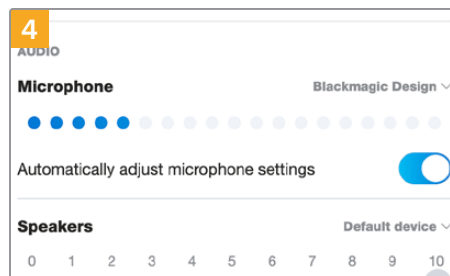 4
AUDIO
Microphone Blackmagic Design
Automatically adjust microphone settings
Speakers Default device
0 1 2 3 4 5 6 7 8 9 10